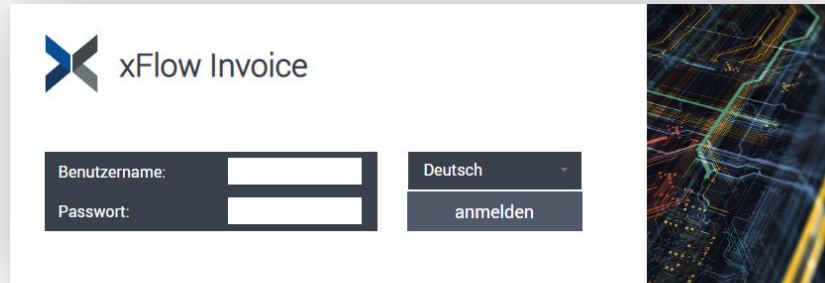 xFlow Invoice
Benutzername:
Deutsch
Passwort:
anmelden